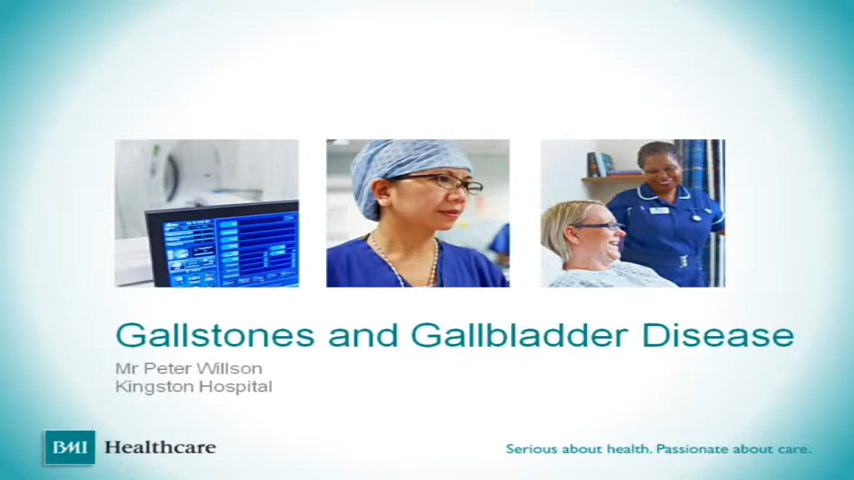 Gallstones and Gallbladder Disease
Mr Peter Willson
Kingston Hospital
BMI Healthcare
Serious about health. Passionate about care.